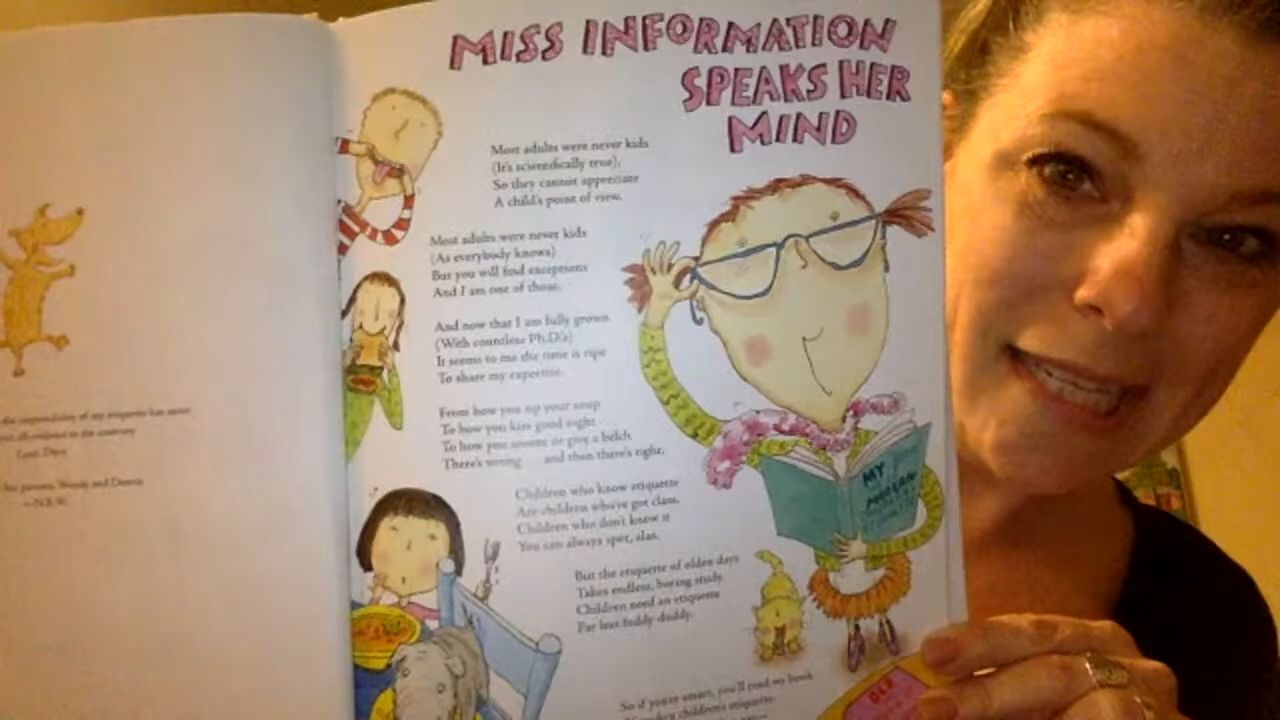 MISS INFORMATION
SPEAKS HER
MIND
Most adults were never kids
(It's scientifically true),
So they cannot appreciate
A child's point of view.
Most adults were never kids
(As everybody knows)
But you will find exceptions
And I am one of those.
And now that I am fully grown
(With countless Ph.D.'s)
It seems to me the time is ripe
To share my expertise.
From how you sip your soup
To how you kiss good night
To how you sneeze or give a belch
There's wrong . . . and then there's right.
Children who know etiquette
Are children who've got class.
Children who don't know it
You can always spot, alas.
But the etiquette of olden days
Takes endless, boring study.
Children need an etiquette
Far less fuddy-duddy.
So if you're smart, you'll read my book
Of modern children's etiquette
MY
MODERN